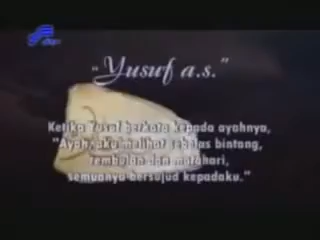 "Yusuf a.s."
Ketika Yusuf berkata kepada ayahnya,
"Ayah, aku melihat sebelas bintang,
rembulan dan matahari,
semuanya bersujud kepadaku."